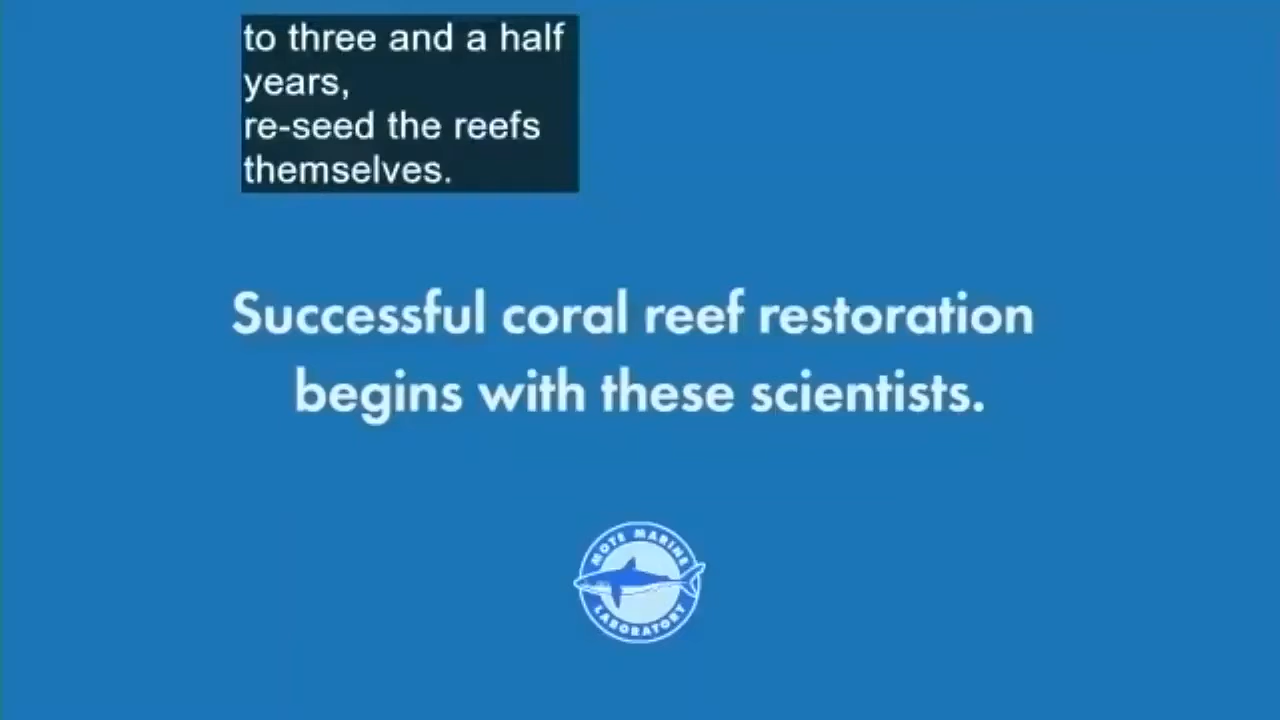 to three and a half
years,
re-seed the reefs
themselves.
Successful coral reef restoration
begins with these scientists.
MOTE MARINE
LABORATORY